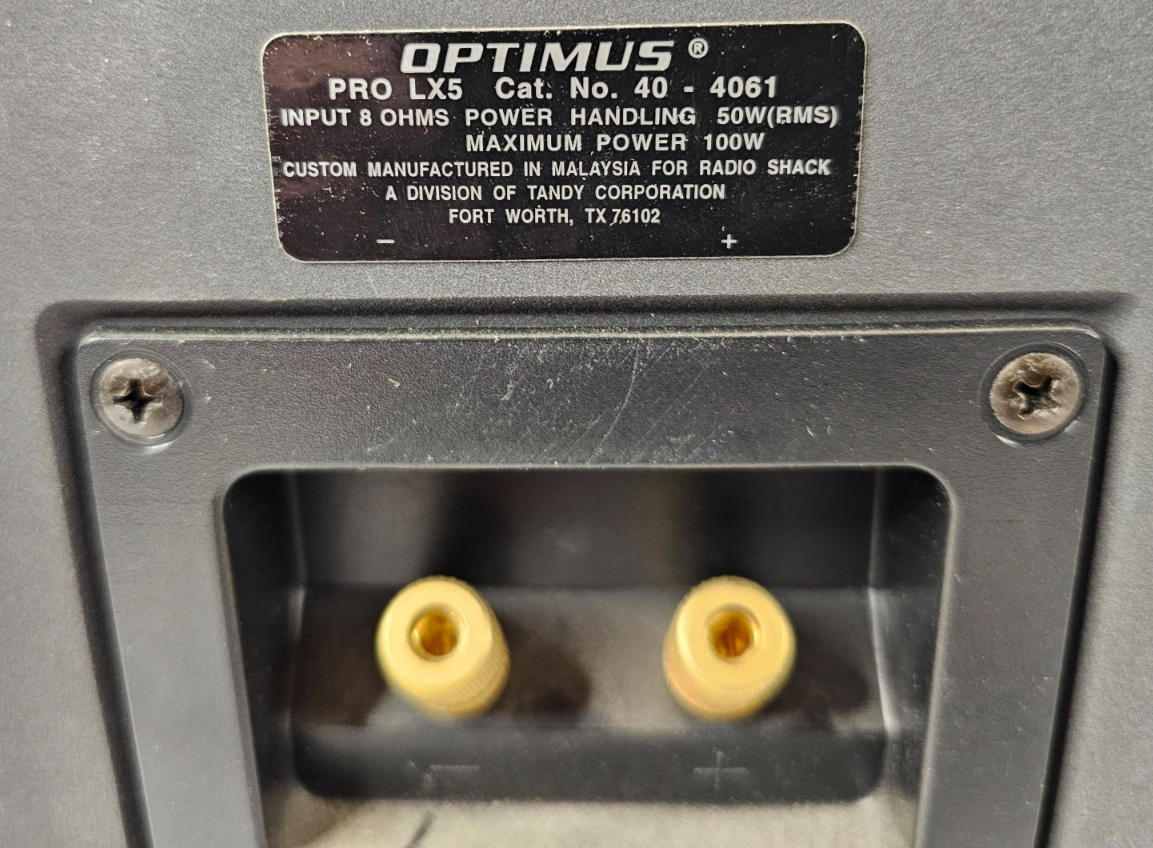 OPTIMUS ®
PRO LX5 Cat. No. 40 - 4061
INPUT 8 OHMS POWER HANDLING 50W(RMS)
MAXIMUM POWER 100W
CUSTOM MANUFACTURED IN MALAYSIA FOR RADIO SHACK
A DIVISION OF TANDY CORPORATION
FORT WORTH, TX 76102
− +
− +